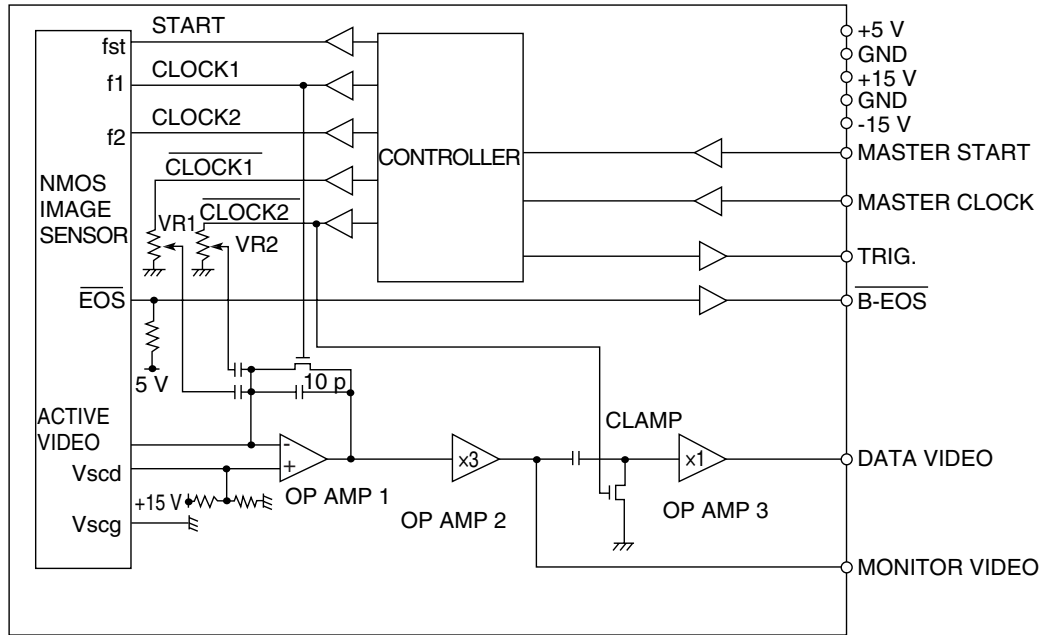 START
fst
CLOCK1
f1
CLOCK2
f2
CLOCK1
CLOCK2
NMOS
IMAGE
SENSOR
VR1
VR2
EOS
5 V
10 p
ACTIVE
VIDEO
Vscd
+15 V
Vscg
-
+
OP AMP 1
x3
OP AMP 2
CLAMP
x1
OP AMP 3
CONTROLLER
+5 V
GND
+15 V
GND
-15 V
MASTER START
MASTER CLOCK
TRIG.
B-EOS
DATA VIDEO
MONITOR VIDEO